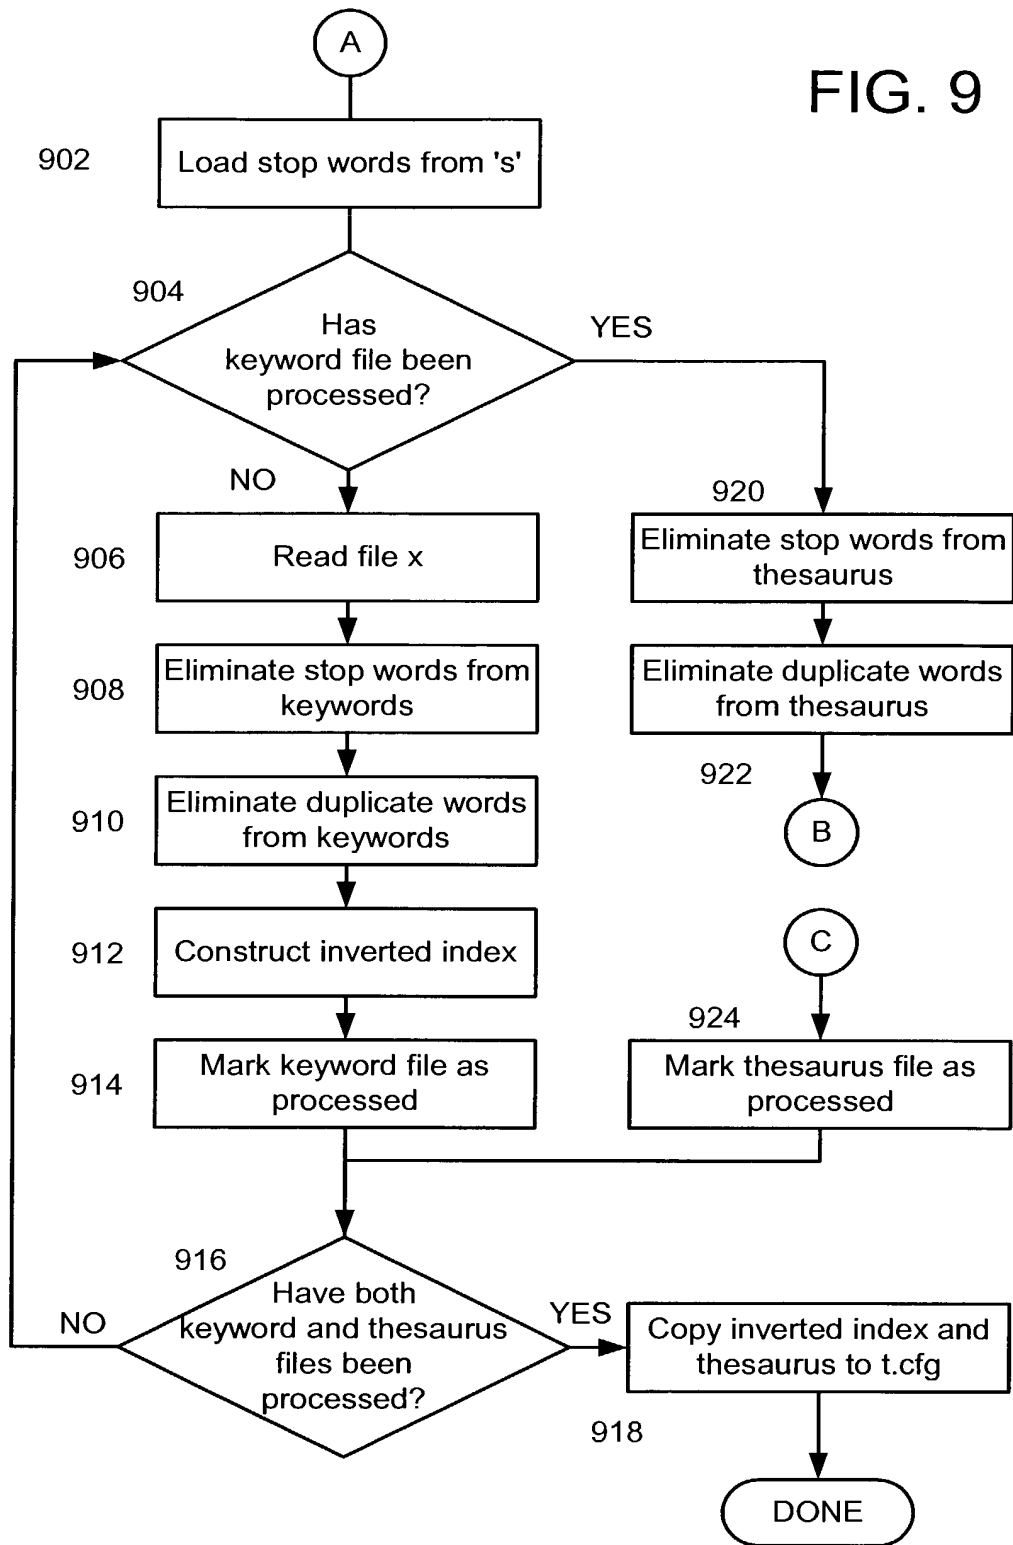 A
FIG. 9
902
Load stop words from 's'
904
Has
keyword file been
processed?
YES
NO
906
Read file x
920
Eliminate stop words from
thesaurus
908
Eliminate stop words from
keywords
Eliminate duplicate words
from thesaurus
922
910
Eliminate duplicate words
from keywords
B
912
Construct inverted index
C
924
914
Mark keyword file as
processed
Mark thesaurus file as
processed
916
Have both
keyword and thesaurus
files been
processed?
NO
YES
Copy inverted index and
thesaurus to t.cfg
918
DONE